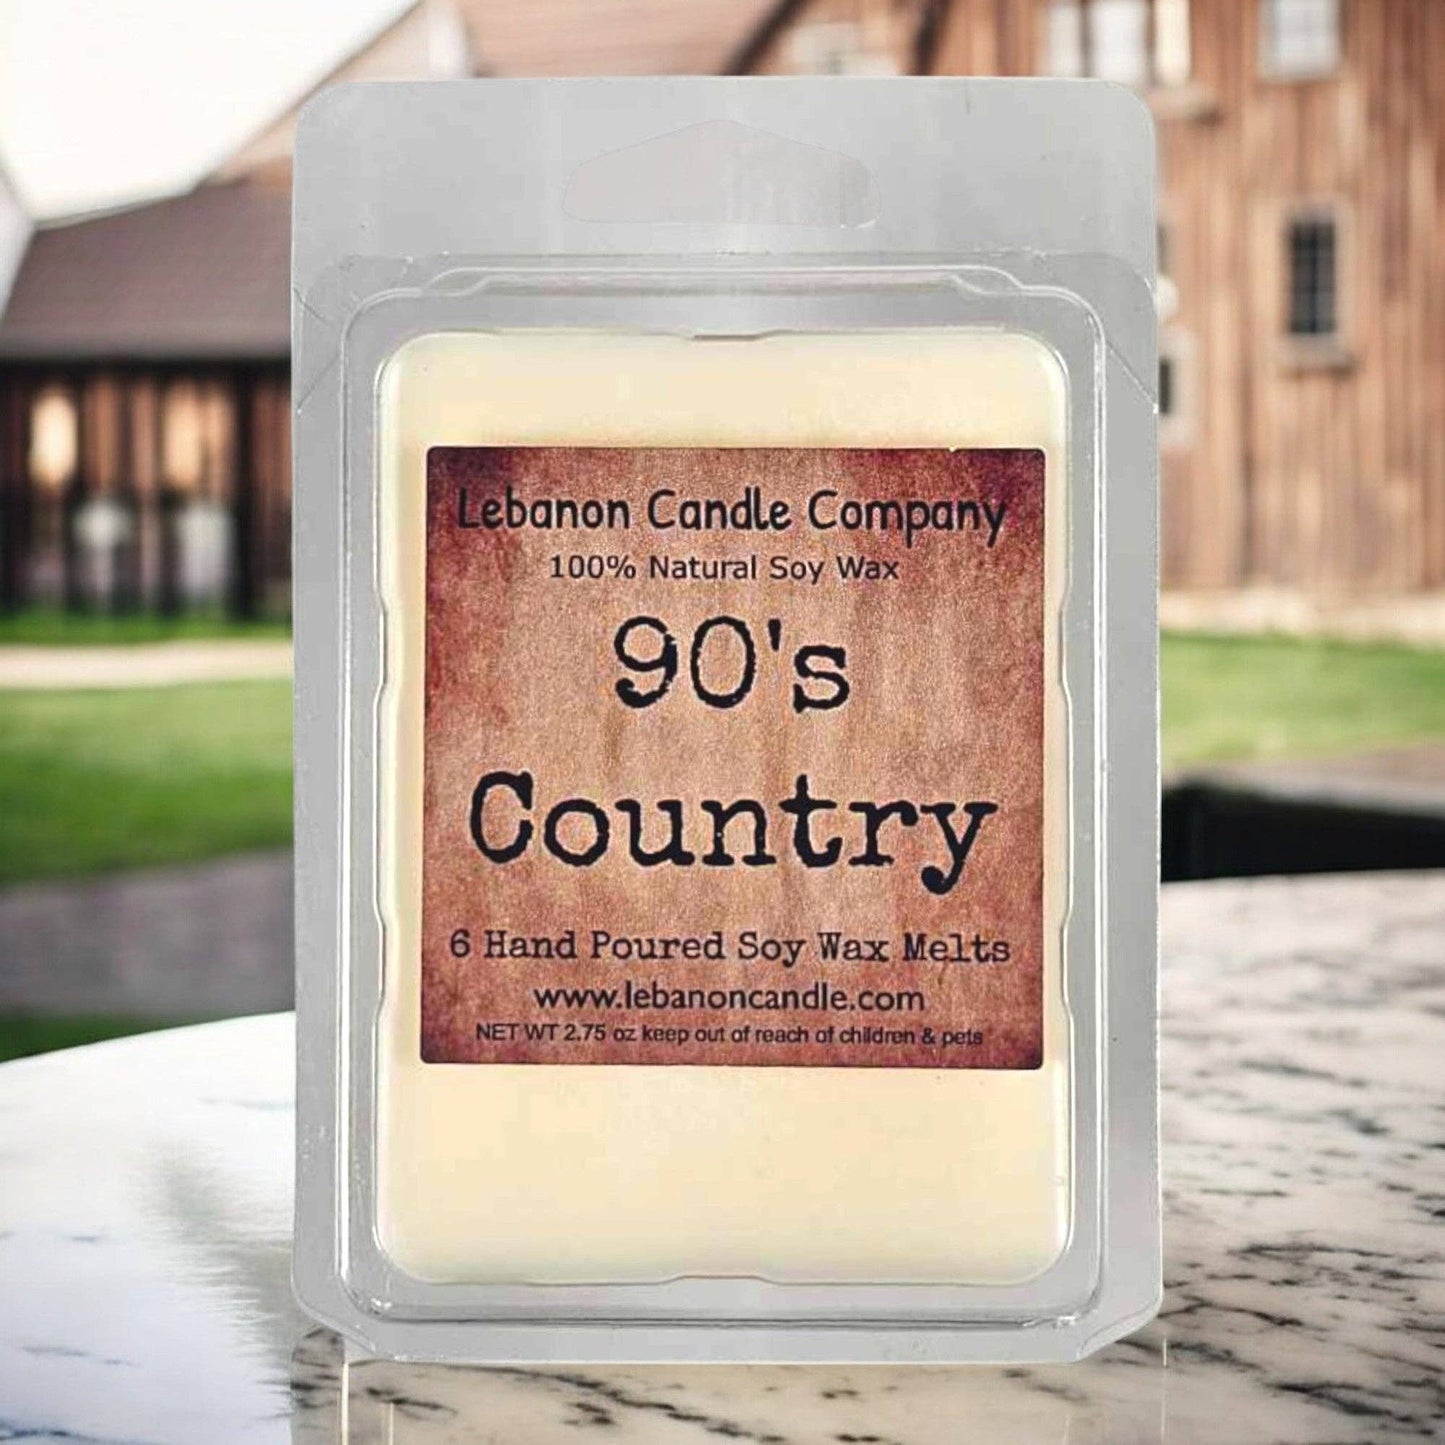 Lebanon Candle Company
100% Natural Soy Wax
90's
Country
6 Hand Poured Soy Wax Melts
www.lebanoncandle.com
NET WT 2.75 oz keep out of reach of children & pets